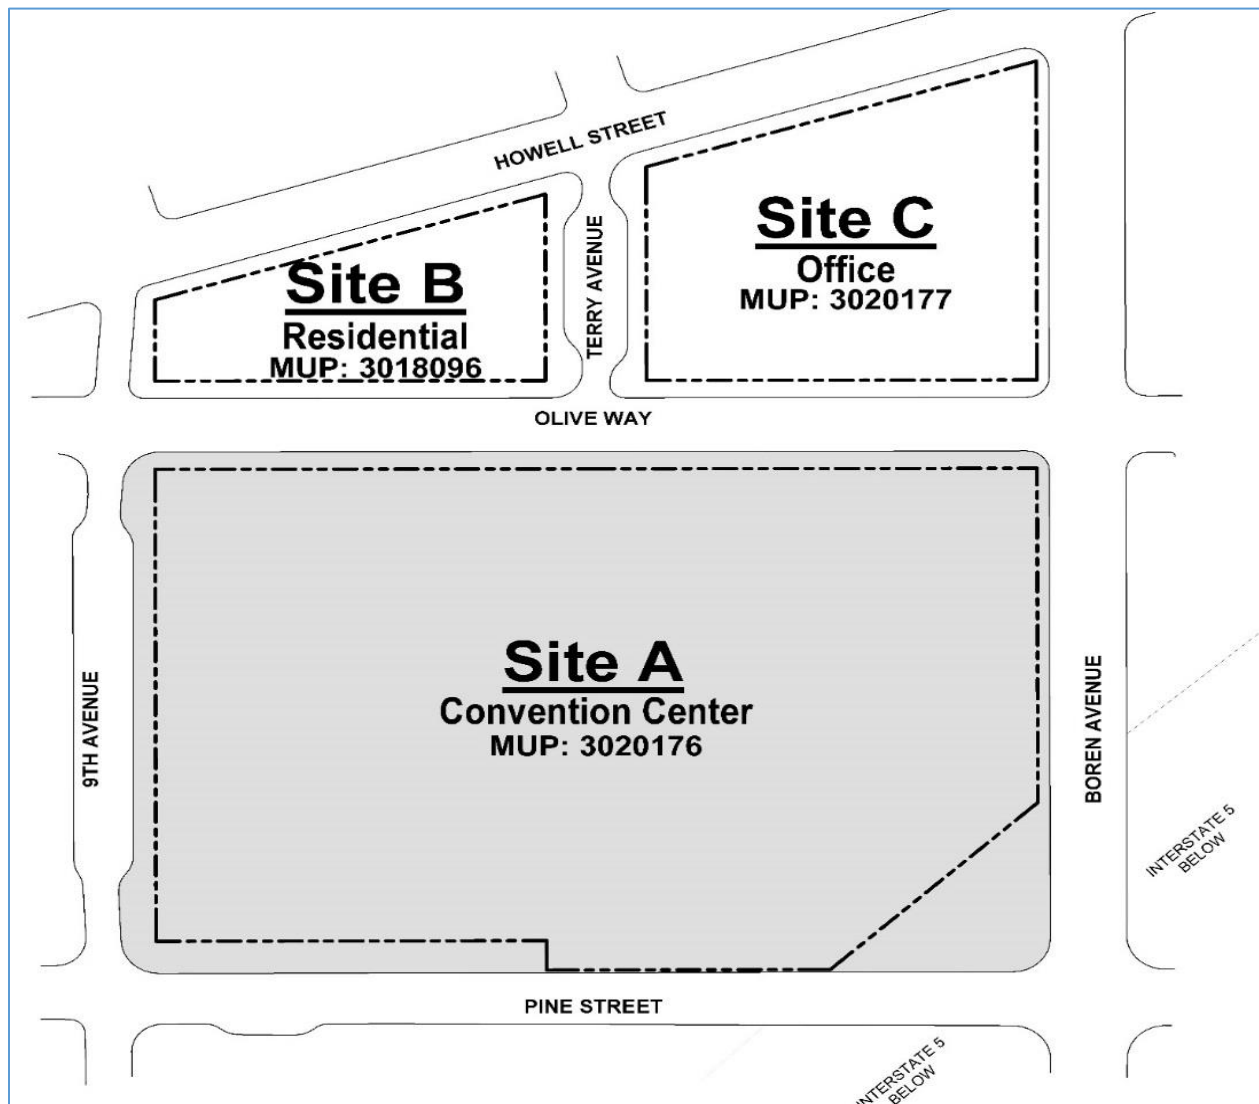 HOWELL STREET
Site C
Office
MUP: 3020177
Site B
Residential
MUP: 3018096
TERRY AVENUE
OLIVE WAY
Site A
Convention Center
MUP: 3020176
9TH AVENUE
BOREN AVENUE
INTERSTATE 5
BELOW
PINE STREET
INTERSTATE 5
BELOW